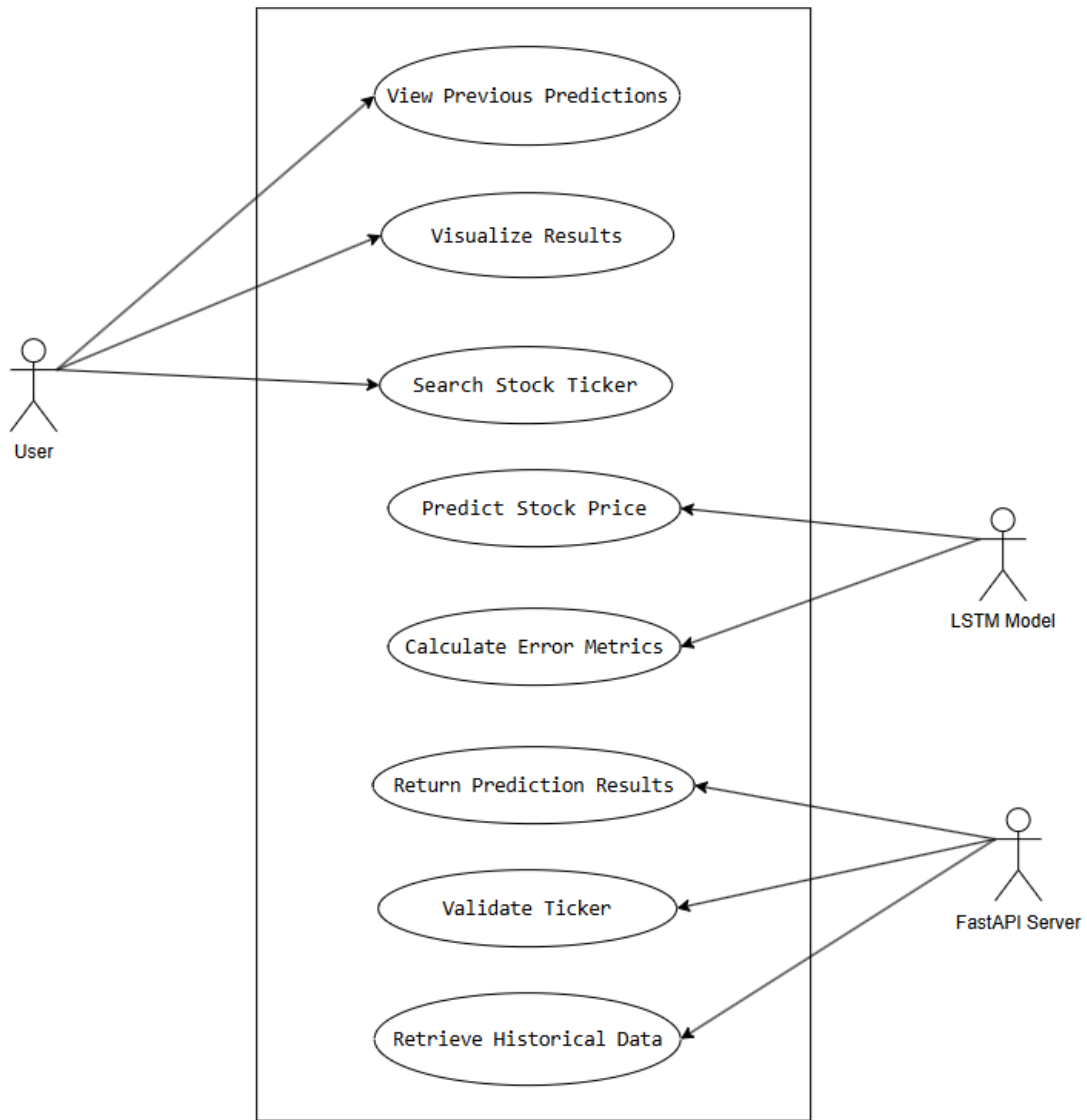 View Previous Predictions
Visualize Results
Search Stock Ticker
User
Predict Stock Price
LSTM Model
Calculate Error Metrics
Return Prediction Results
Validate Ticker
FastAPI Server
Retrieve Historical Data